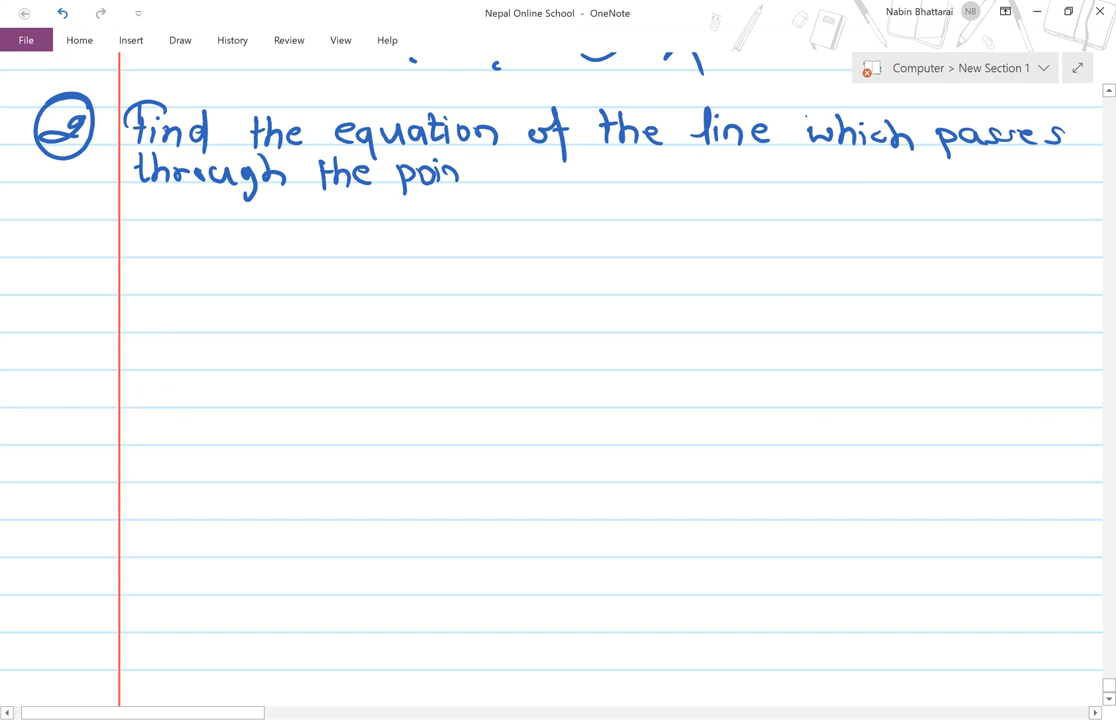 Nepal Online School - OneNote
Nabin Bhattarai NB
File Home Insert Draw History Review View Help
Computer > New Section 1
2 Find the equation of the line which passes
through the poin